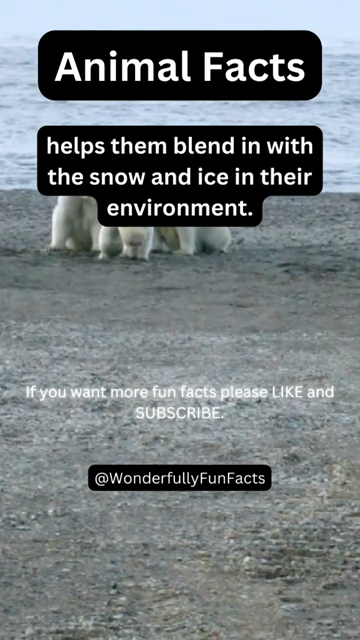 Animal Facts
helps them blend in with
the snow and ice in their
environment.
If you want more fun facts please LIKE and
SUBSCRIBE.
@WonderfullyFunFacts